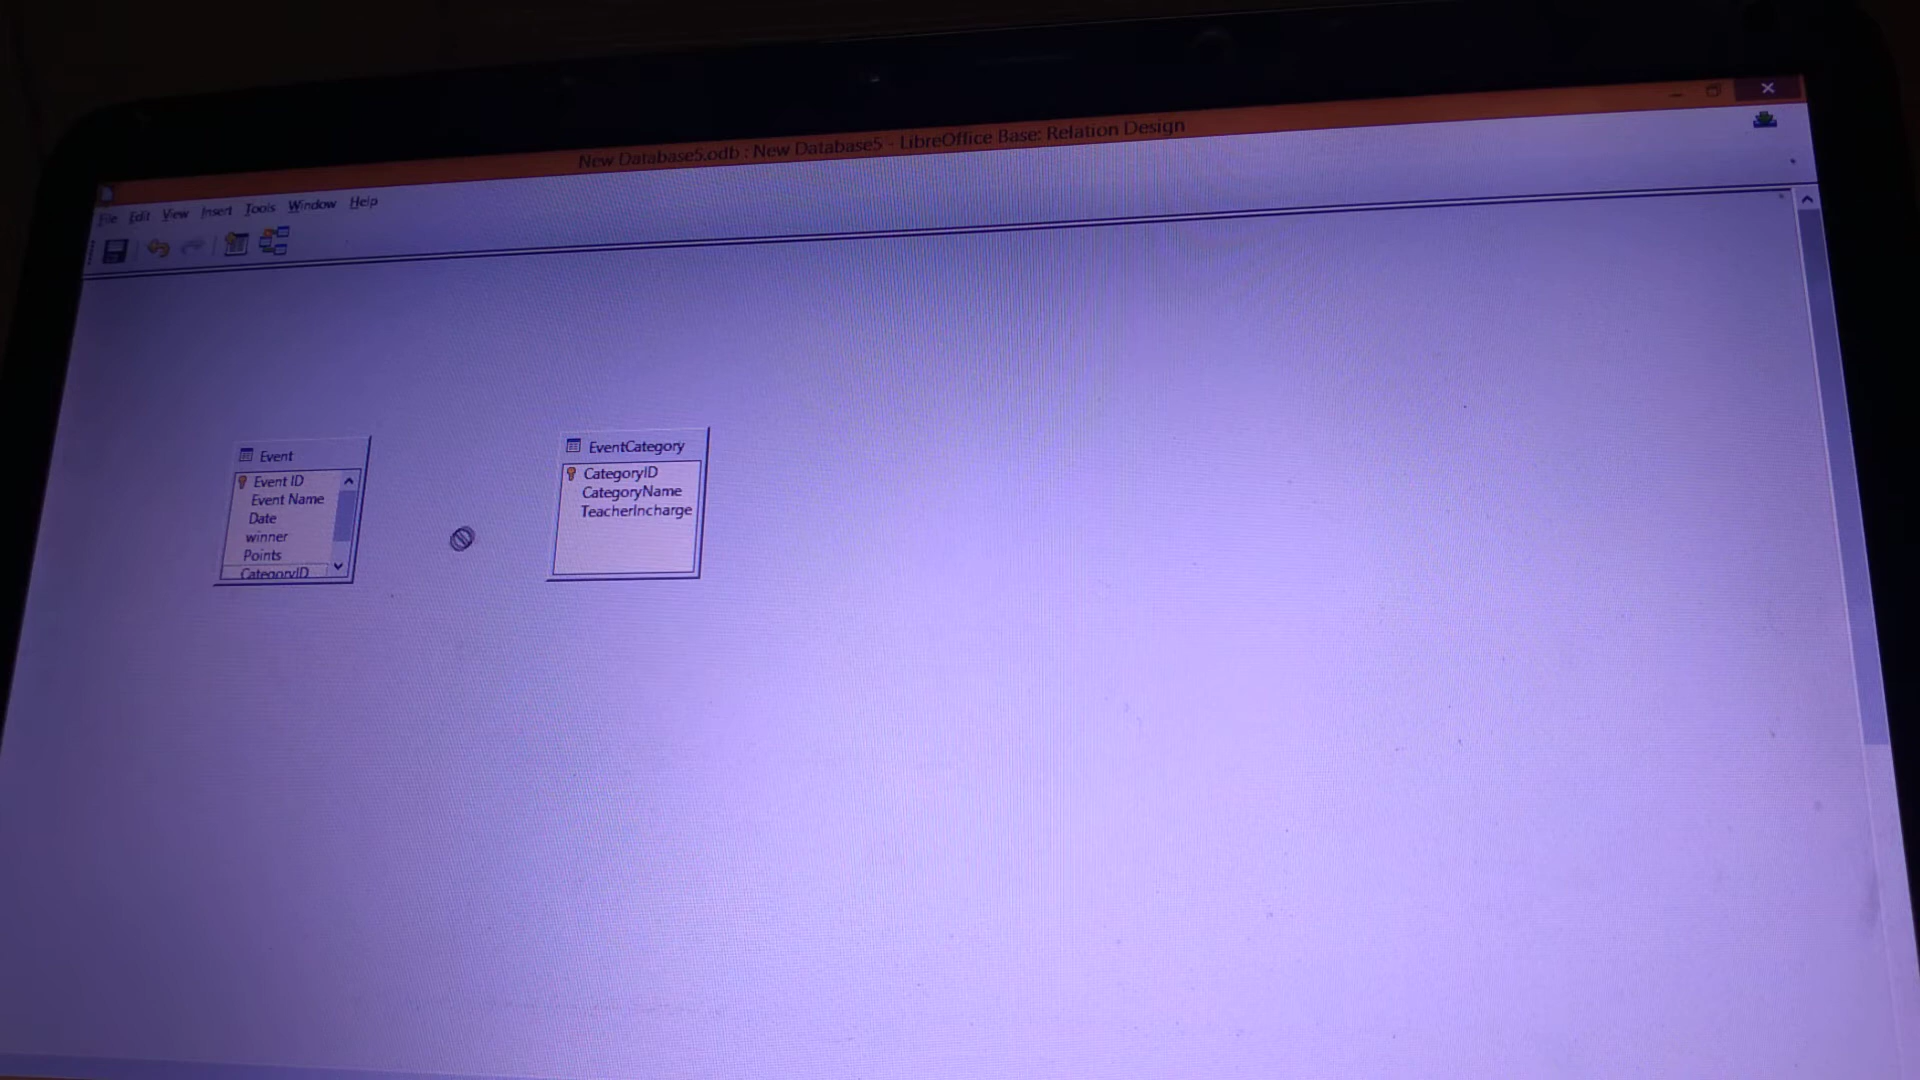 New Database5.odb : New Database5 - LibreOffice Base: Relation Design
File Edit View Insert Tools Window Help
Event
Event ID
Event Name
Date
winner
Points
CategoryID
EventCategory
CategoryID
CategoryName
TeacherIncharge